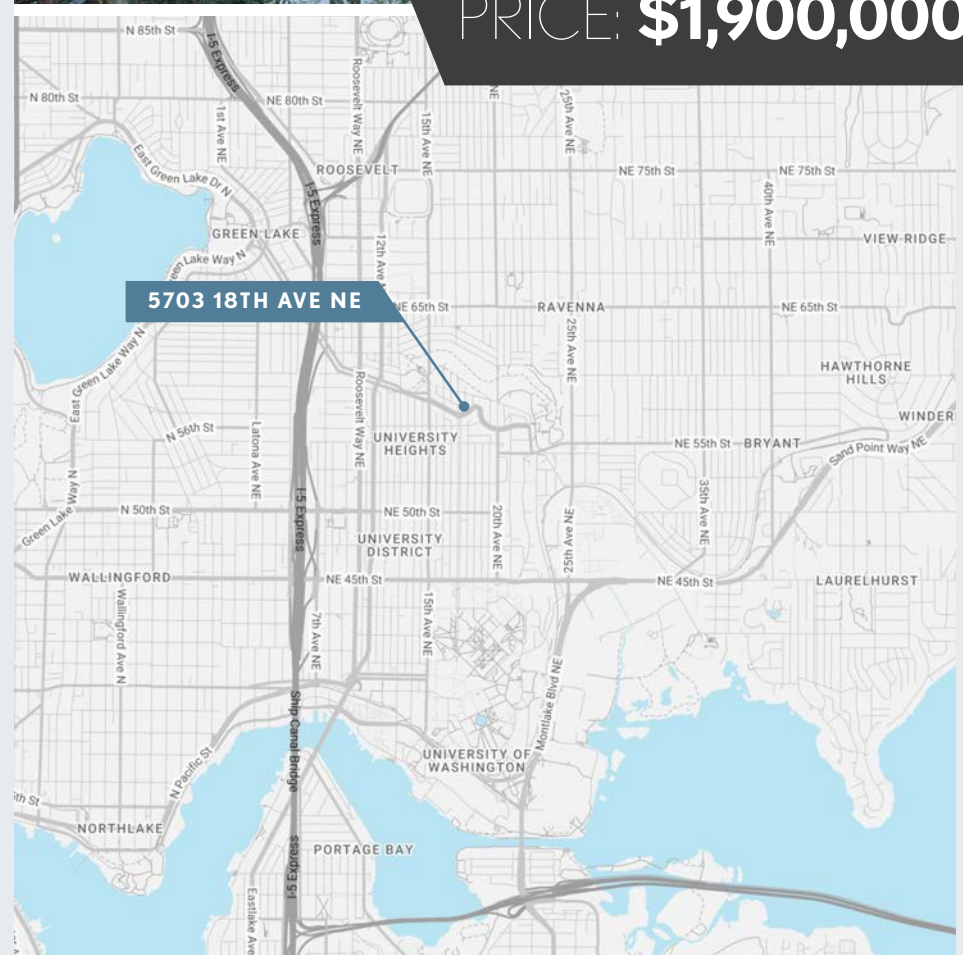 PRICE: $1,900,000
N 85th St
I-5 Express
Roosevelt Way NE
N 80th St
NE 80th St
NE
25th Ave NE
1st Ave NE
15th Ave NE
ROOSEVELT
NE 75th St
NE 75th St
East Green Lake Dr N
I-5 Express
40th Ave NE
GREEN LAKE
12th Ave
VIEW RIDGE
Green Lake Way N
5703 18TH AVE NE
NE 65th St
RAVENNA
NE 65th St
25th Ave NE
East Green Lake Way N
HAWTHORNE
HILLS
Roosevelt Way NE
WINDER
N 56th St
Latona Ave NE
UNIVERSITY
HEIGHTS
NE 55th St
BRYANT
Sand Point Way NE
Green Lake Way N
I-5 Express
35th Ave NE
N 50th St
NE 50th St
20th Ave NE
25th Ave NE
UNIVERSITY
DISTRICT
WALLINGFORD
NE 45th St
NE 45th St
LAURELHURST
Wallingford Ave N
7th Ave NE
15th Ave NE
Montlake Blvd NE
Ship Canal Bridge
N Pacific St
UNIVERSITY OF
WASHINGTON
th St
NORTHLAKE
PORTAGE BAY
I-5 Express
Eastlake Ave